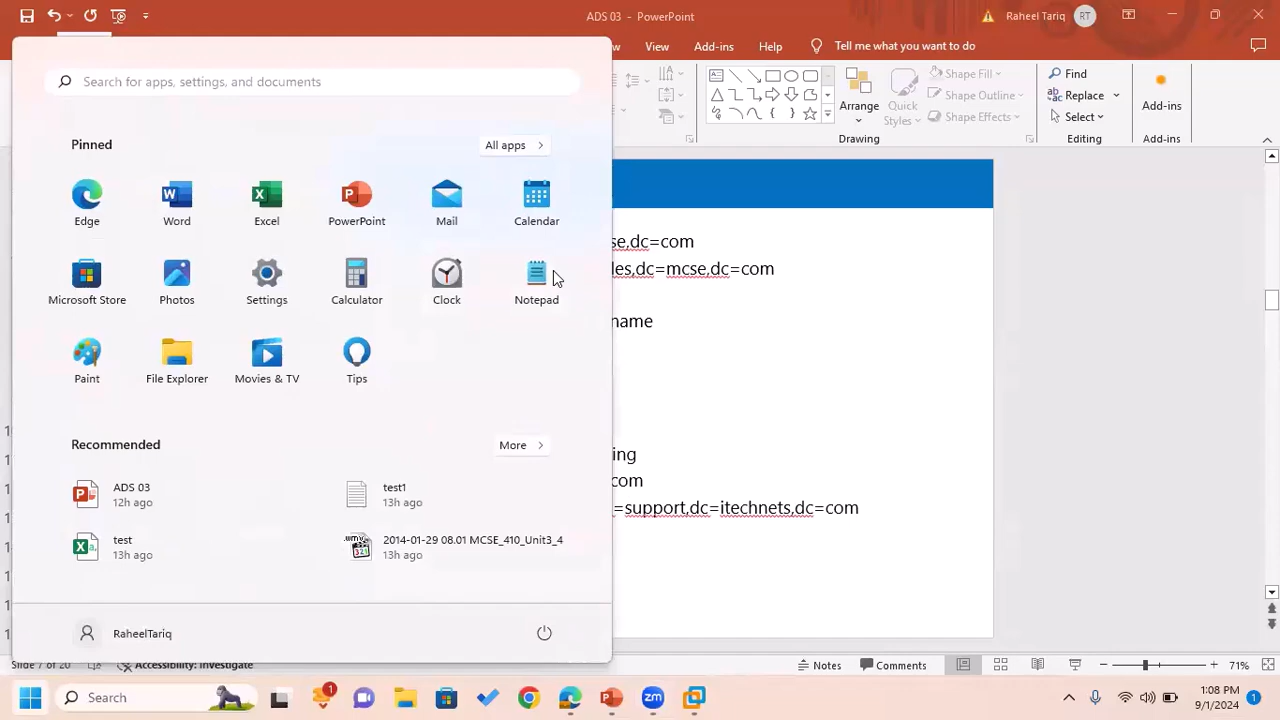 ADS 03 - PowerPoint
Raheel Tariq
RT
w
View
Add-ins
Help
Tell me what you want to do
Search for apps, settings, and documents
Pinned
All apps
Edge
Word
Excel
PowerPoint
Mail
Calendar
Microsoft Store
Photos
Settings
Calculator
Clock
Notepad
Paint
File Explorer
Movies & TV
Tips
Recommended
More
ADS 03
12h ago
test1
13h ago
test
13h ago
2014-01-29 08.01 MCSE_410_Unit3_4
13h ago
RaheelTariq
Arrange
Quick
Styles
Shape Fill
Shape Outline
Shape Effects
Drawing
Find
Replace
Select
Editing
Add-ins
Add-ins
se,dc=com
les,dc=mcse,dc=com
name
ing
com
=support,dc=itechnets,dc=com
Slide 7 of 20
Accessibility: Investigate
Notes
Comments
71%
Search
1
1:08 PM
9/1/2024
1